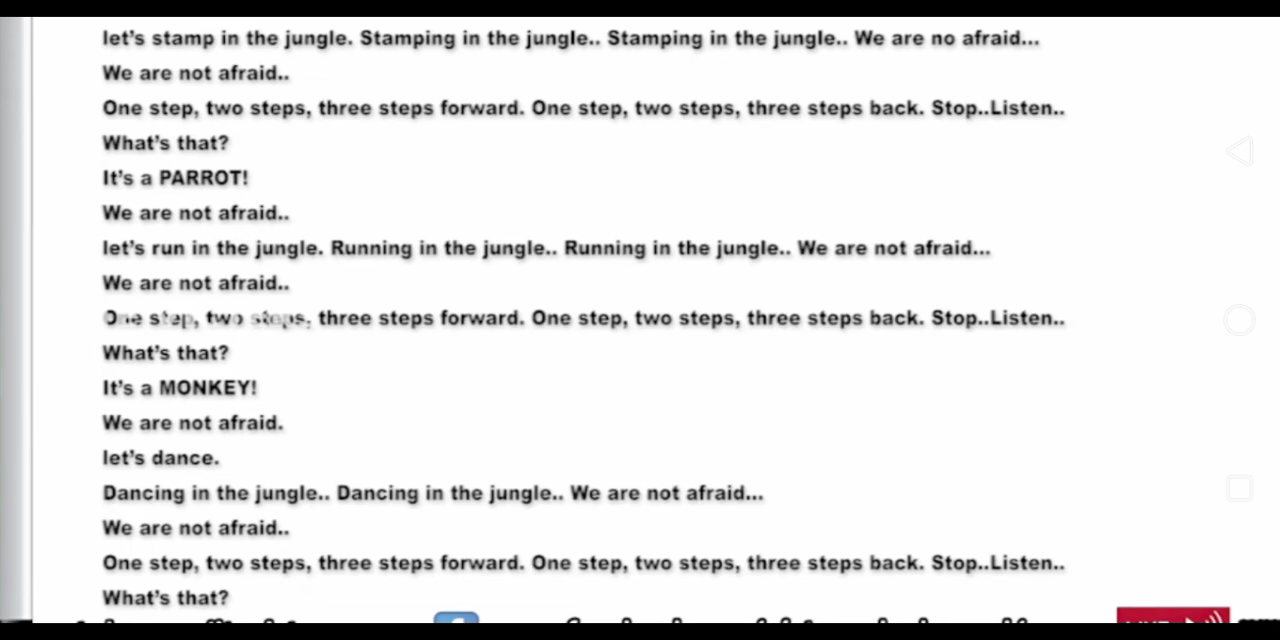 let's stamp in the jungle. Stamping in the jungle.. Stamping in the jungle.. We are no afraid...
We are not afraid..
One step, two steps, three steps forward. One step, two steps, three steps back. Stop..Listen..
What's that?
It's a PARROT!
We are not afraid..
let's run in the jungle. Running in the jungle.. Running in the jungle.. We are not afraid...
We are not afraid..
One step, two steps, three steps forward. One step, two steps, three steps back. Stop..Listen..
What's that?
It's a MONKEY!
We are not afraid.
let's dance.
Dancing in the jungle.. Dancing in the jungle.. We are not afraid...
We are not afraid..
One step, two steps, three steps forward. One step, two steps, three steps back. Stop..Listen..
What's that?